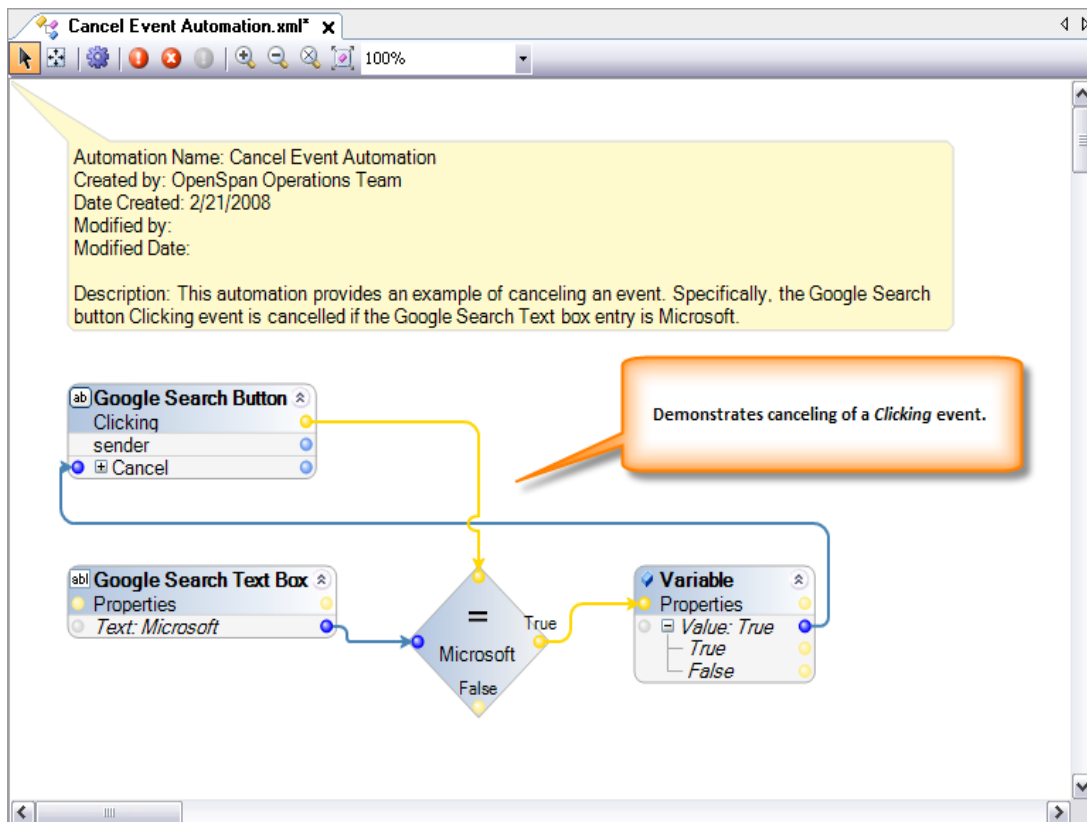 Cancel Event Automation.xml*
100%
Automation Name: Cancel Event Automation
Created by: OpenSpan Operations Team
Date Created: 2/21/2008
Modified by:
Modified Date:
Description: This automation provides an example of canceling an event. Specifically, the Google Search
button Clicking event is cancelled if the Google Search Text box entry is Microsoft.
Demonstrates canceling of a Clicking event.
ab Google Search Button
Clicking
sender
Cancel
abl Google Search Text Box
Properties
Text: Microsoft
=
Microsoft
True
False
Variable
Properties
Value: True
True
False